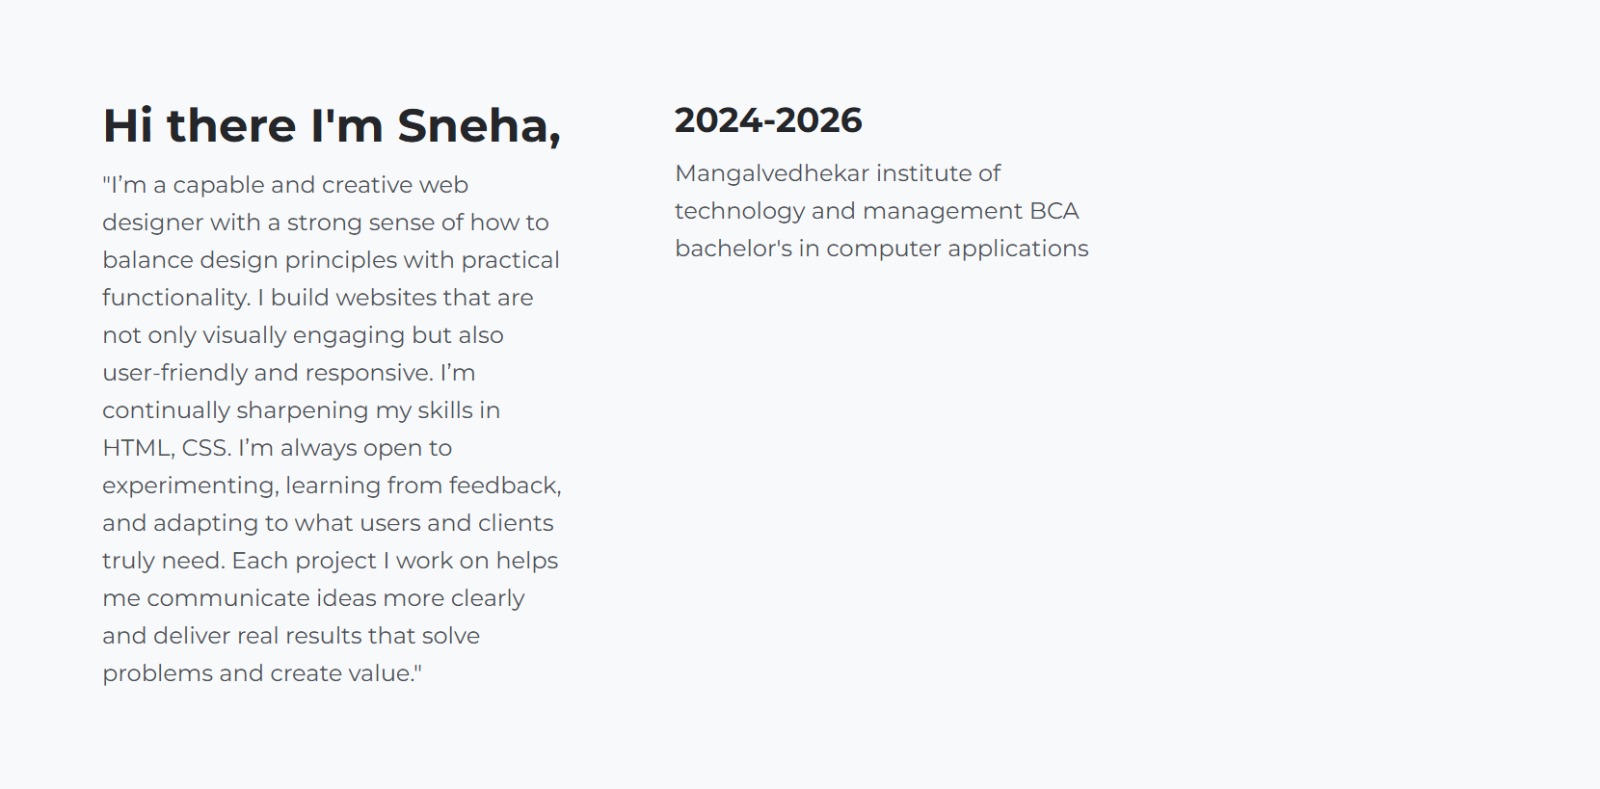 Hi there I'm Sneha,
"I’m a capable and creative web
designer with a strong sense of how to
balance design principles with practical
functionality. I build websites that are
not only visually engaging but also
user-friendly and responsive. I’m
continually sharpening my skills in
HTML, CSS. I’m always open to
experimenting, learning from feedback,
and adapting to what users and clients
truly need. Each project I work on helps
me communicate ideas more clearly
and deliver real results that solve
problems and create value."
2024-2026
Mangalvedhekar institute of
technology and management BCA
bachelor's in computer applications